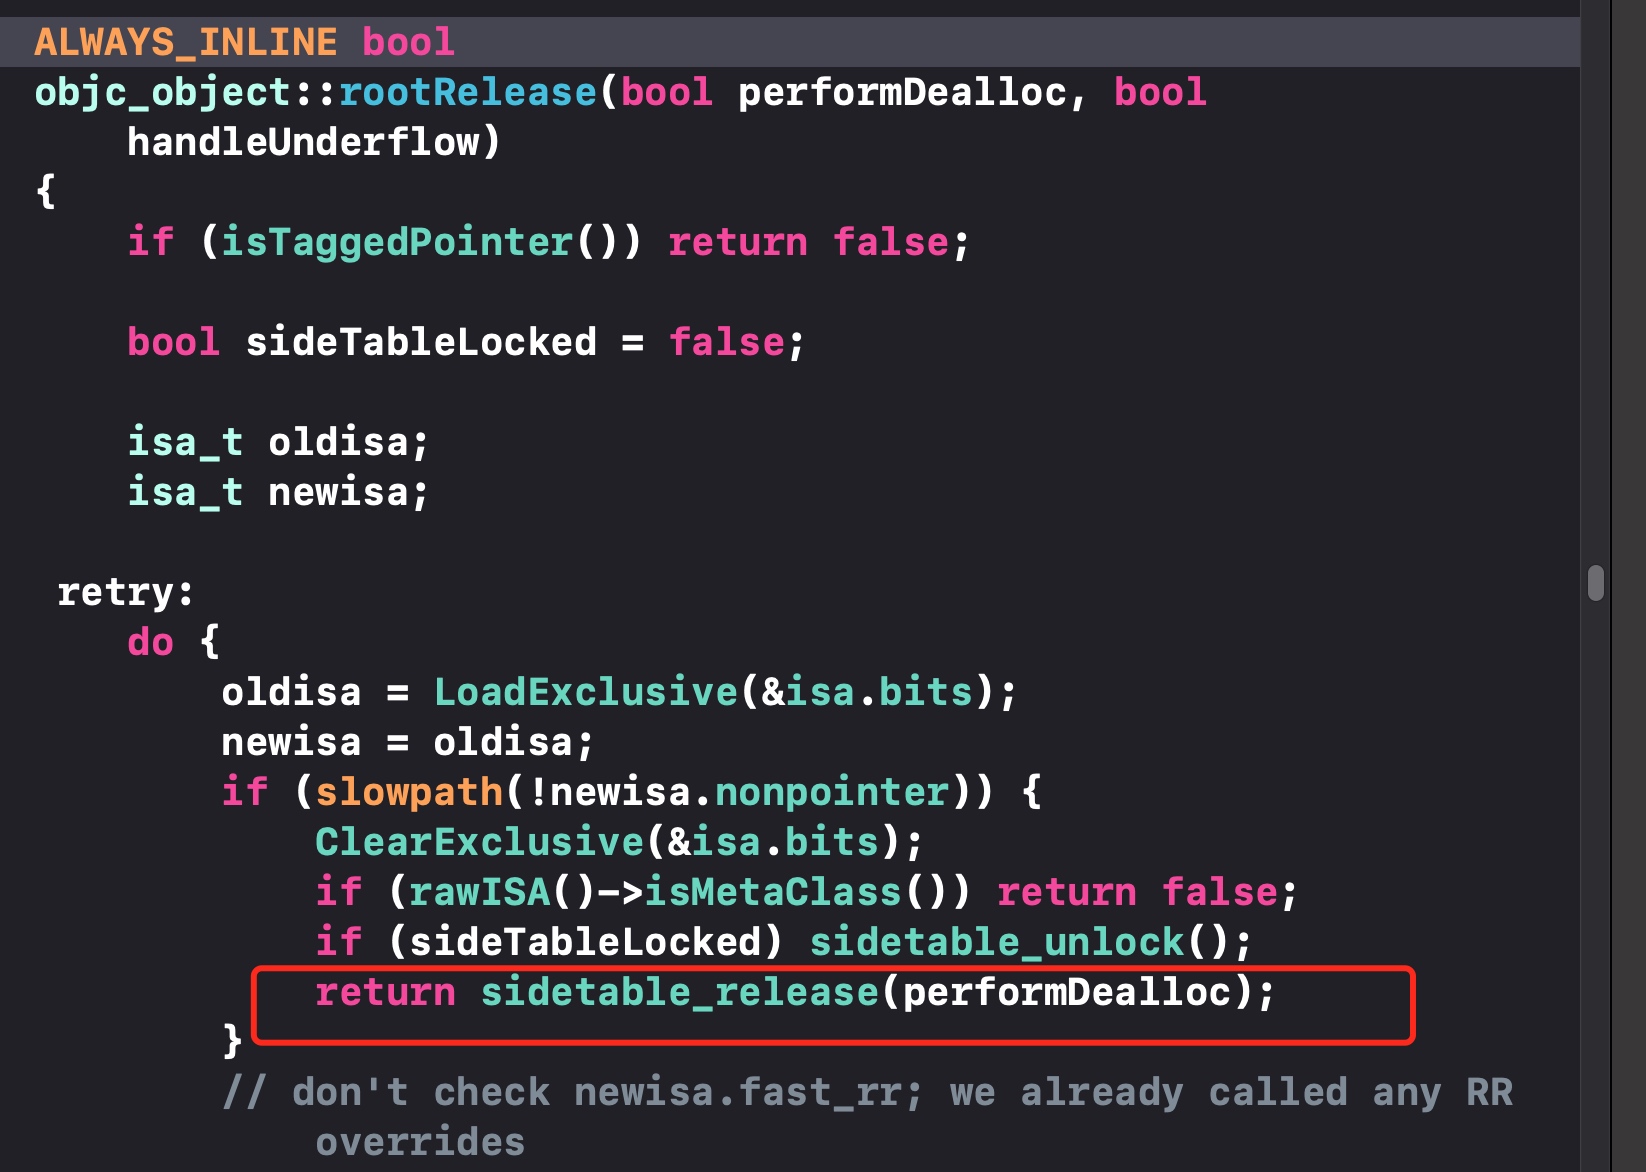 ALWAYS_INLINE bool
objc_object::rootRelease(bool performDealloc, bool
    handleUnderflow)
{
    if (isTaggedPointer()) return false;
    bool sideTableLocked = false;
    isa_t oldisa;
    isa_t newisa;
 retry:
    do {
        oldisa = LoadExclusive(&isa.bits);
        newisa = oldisa;
        if (slowpath(!newisa.nonpointer)) {
            ClearExclusive(&isa.bits);
            if (rawISA()->isMetaClass()) return false;
            if (sideTableLocked) sidetable_unlock();
            return sidetable_release(performDealloc);
        }
        // don't check newisa.fast_rr; we already called any RR
            overrides